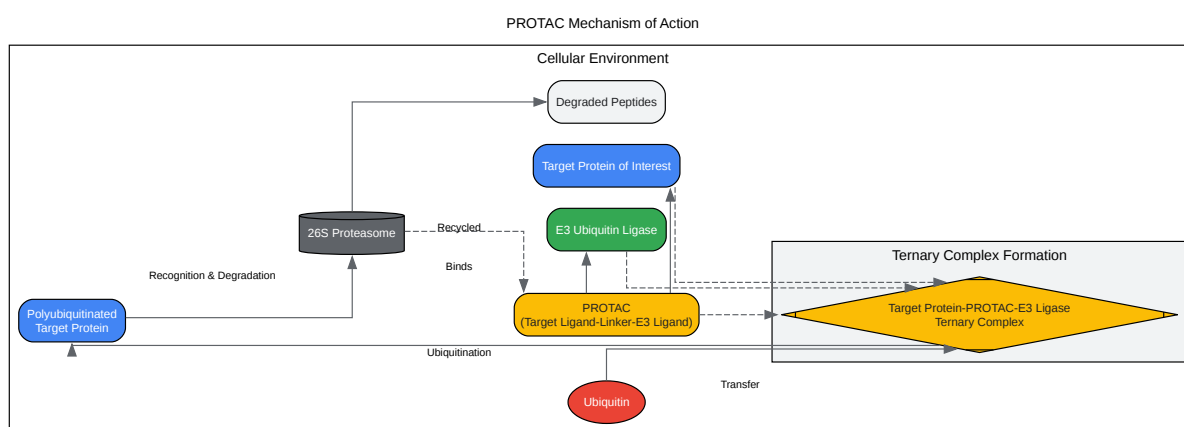 PROTAC Mechanism of Action
Cellular Environment
Degraded Peptides
Target Protein of Interest
26S Proteasome
Recycled
E3 Ubiquitin Ligase
Binds
Recognition & Degradation
Ternary Complex Formation
Polyubiquitinated
Target Protein
PROTAC
(Target Ligand-Linker-E3 Ligand)
Target Protein-PROTAC-E3 Ligase
Ternary Complex
Ubiquitination
Transfer
Ubiquitin